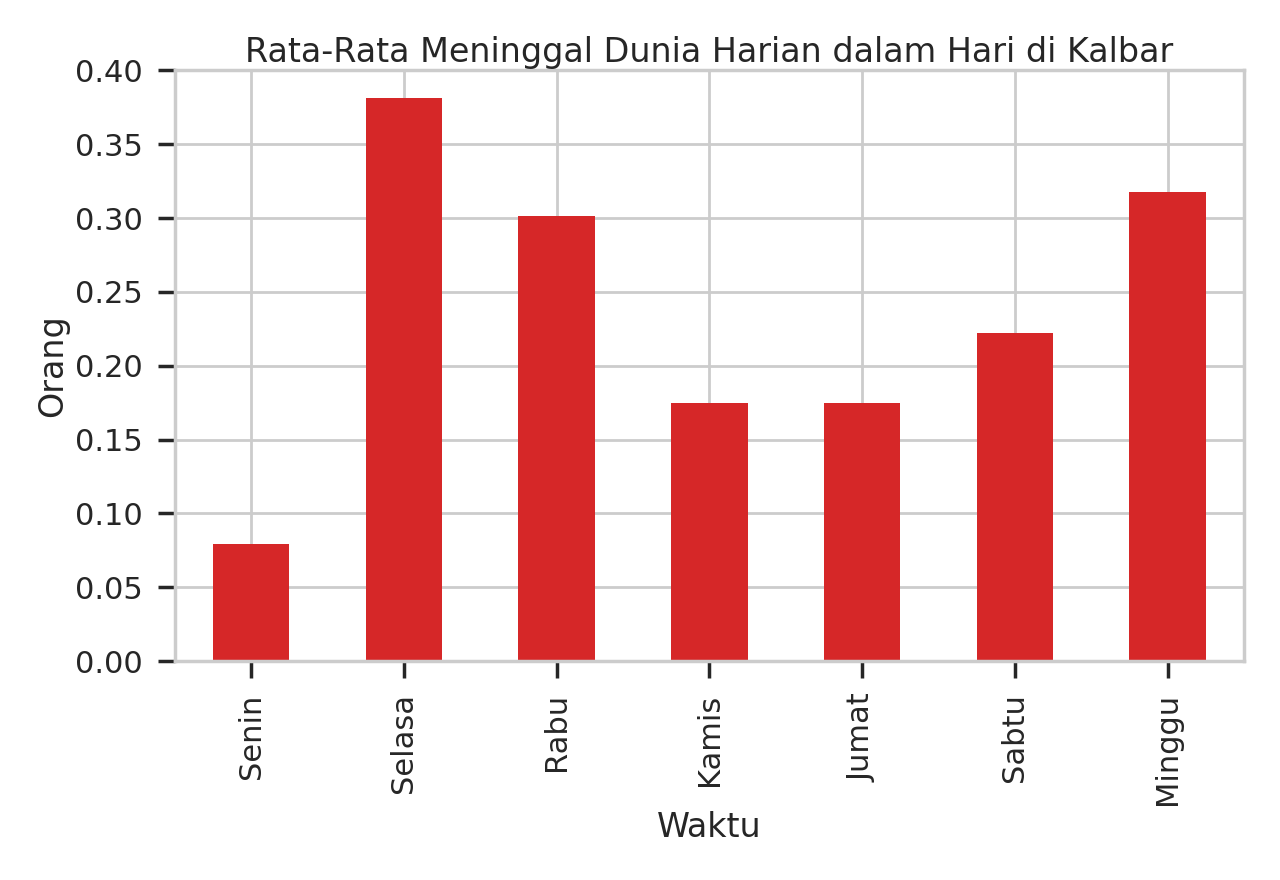 Rata-Rata Meninggal Dunia Harian dalam Hari di Kalbar
0.40
0.35
0.30
0.25
0.20
0.15
0.10
0.05
0.00
Orang
Senin
Selasa
Rabu
Kamis
Jumat
Sabtu
Minggu
Waktu